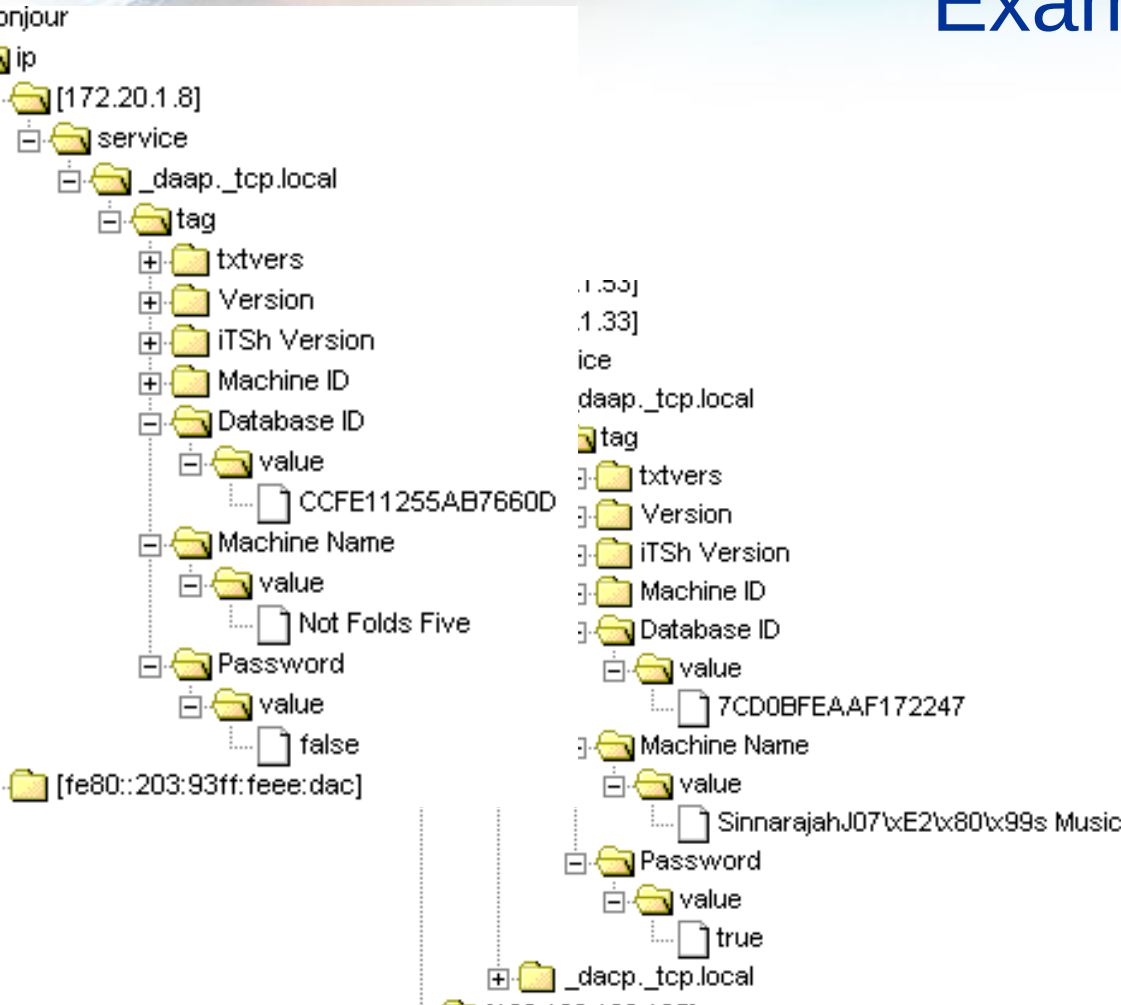 onjour
ip
[172.20.1.8]
service
_daap._tcp.local
tag
txtvers
Version
iTSh Version
Machine ID
Database ID
value
CCFE11255AB7660D
Machine Name
value
Not Folds Five
Password
value
false
[fe80::203:93ff:feee:dac]
Exam
.1.53]
.1.33]
ice
_daap._tcp.local
tag
txtvers
Version
iTSh Version
Machine ID
Database ID
value
7CD0BFEAAF172247
Machine Name
value
SinnarajahJ07\xE2\x80\x99s Music
Password
value
true
_dacp._tcp.local